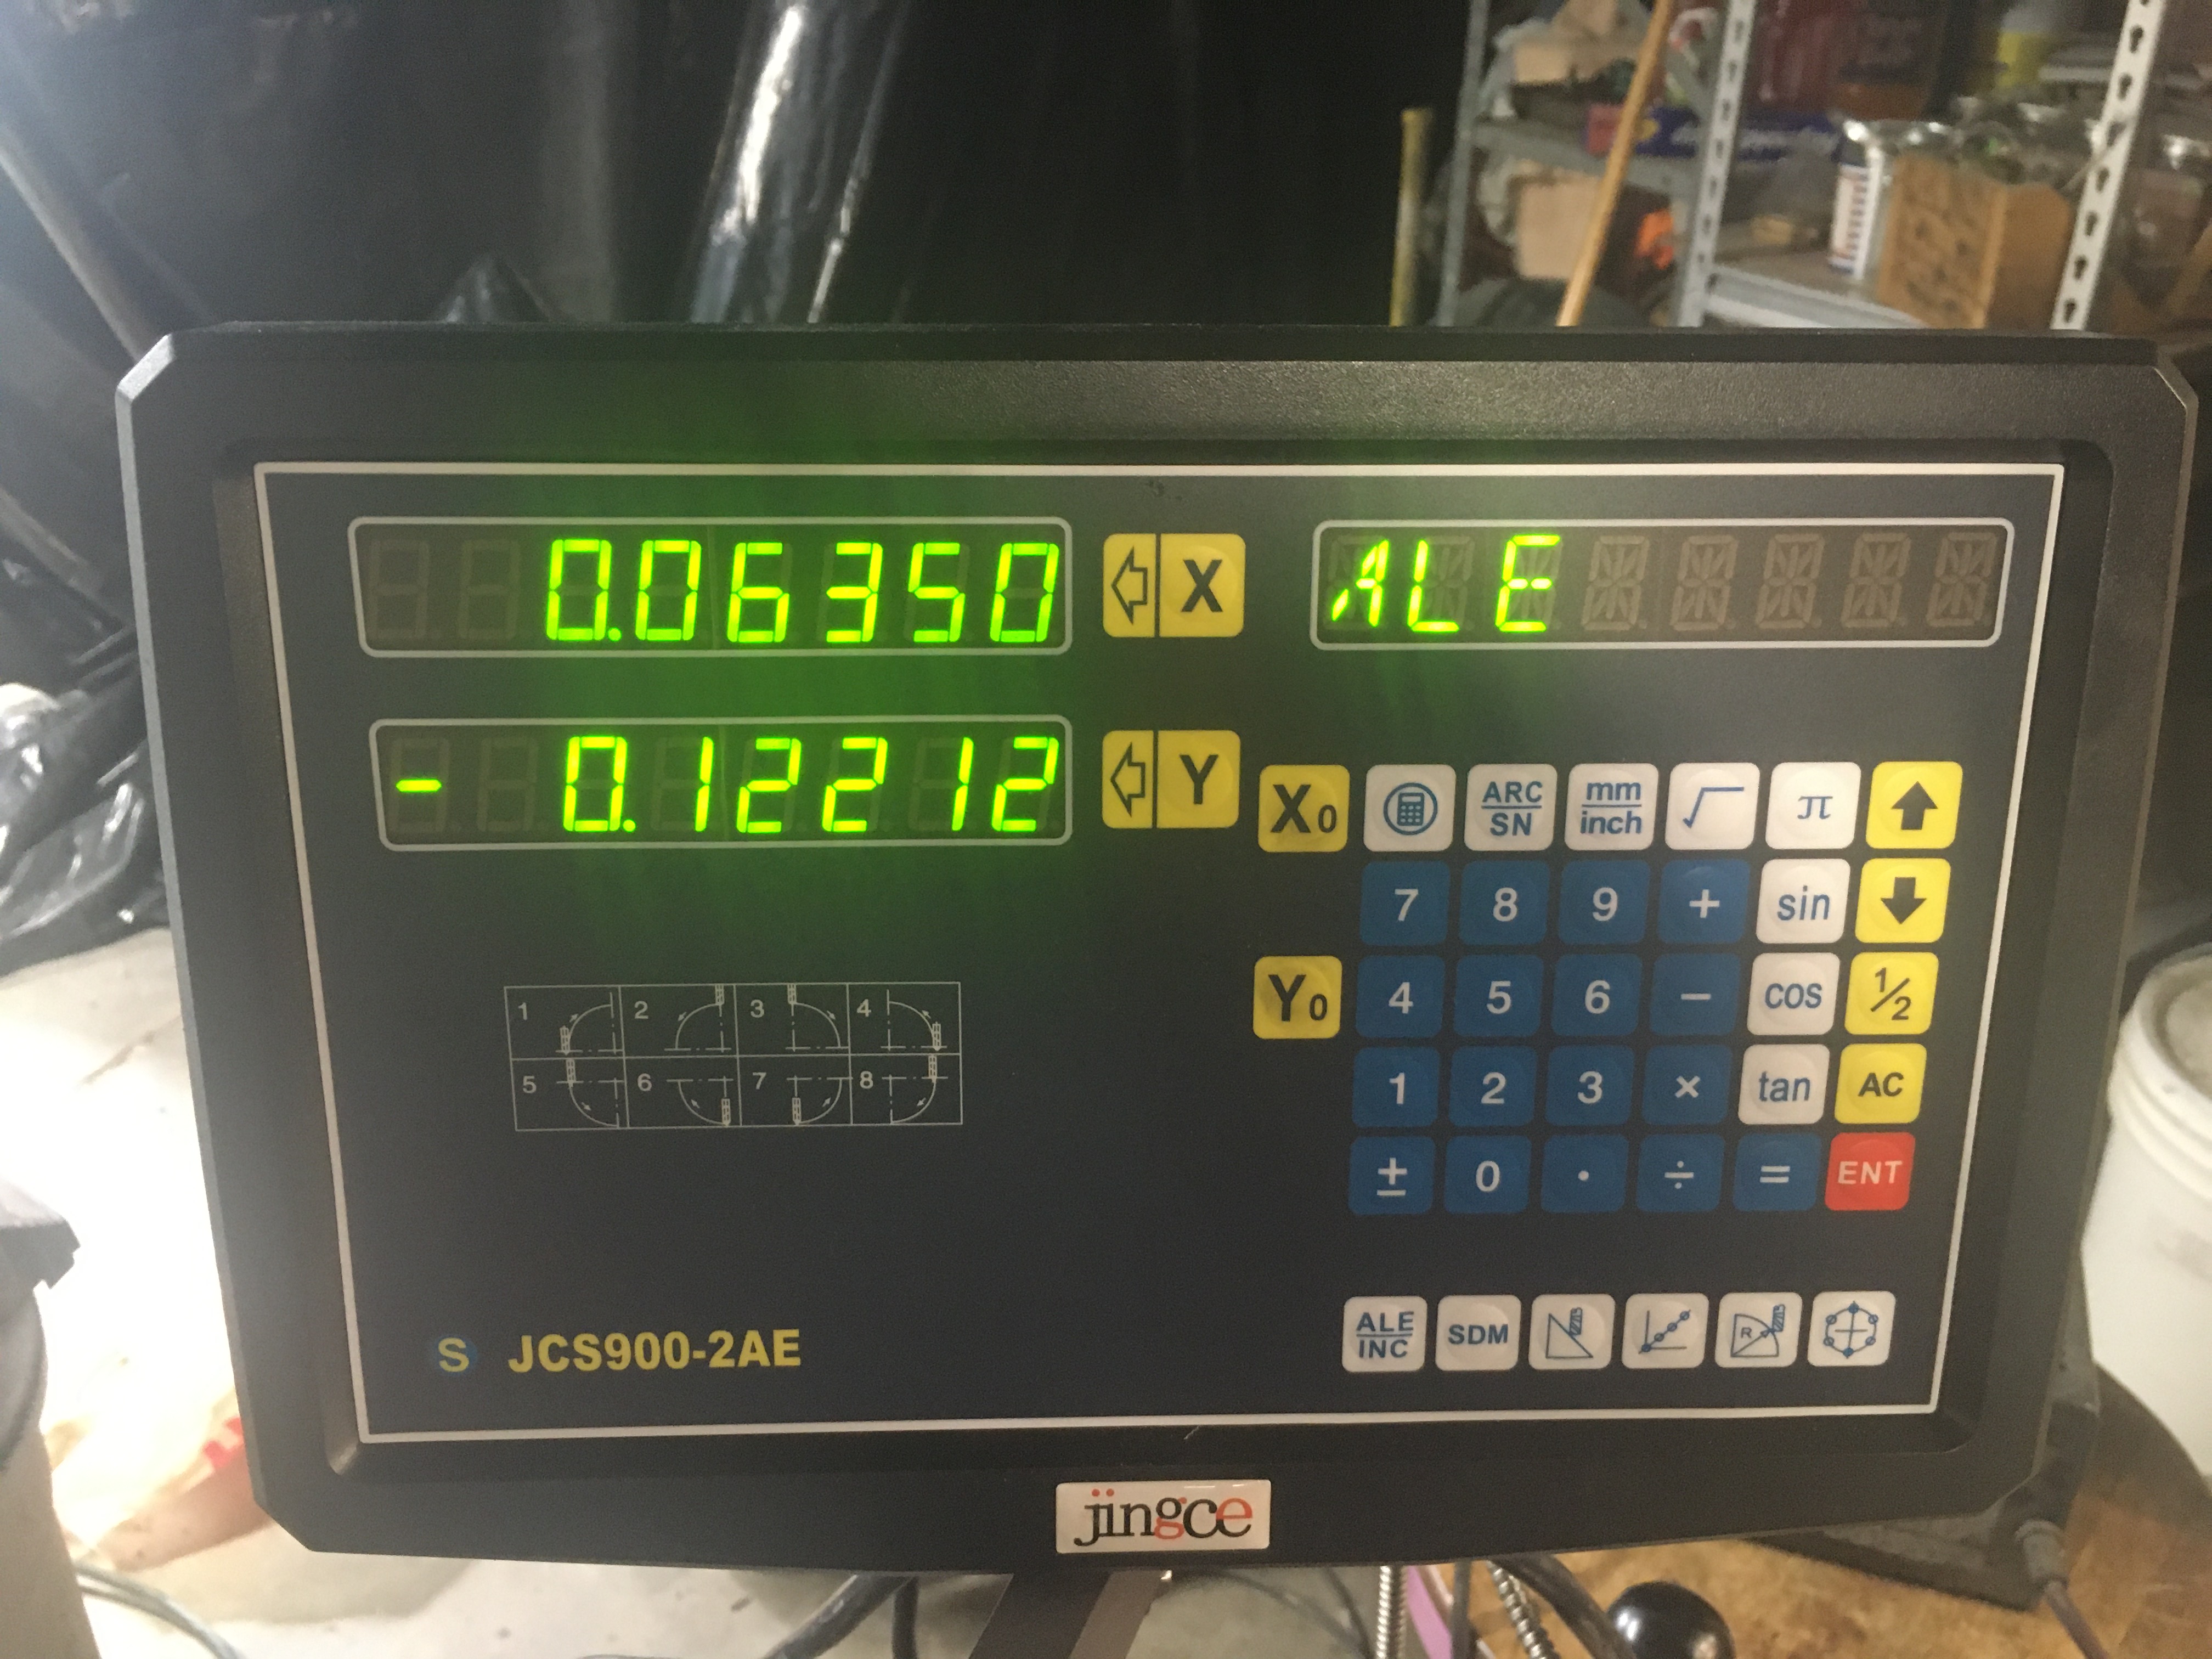 0.06350 X ALE
- 0.12212 Y
X0 ARC SN mm inch √ π
7 8 9 + sin
1 2 3 4
Y0 4 5 6 − cos 1/2
5 6 7 8
1 2 3 × tan AC
± 0 . ÷ = ENT
S JCS900-2AE
ALE INC SDM R
jingce